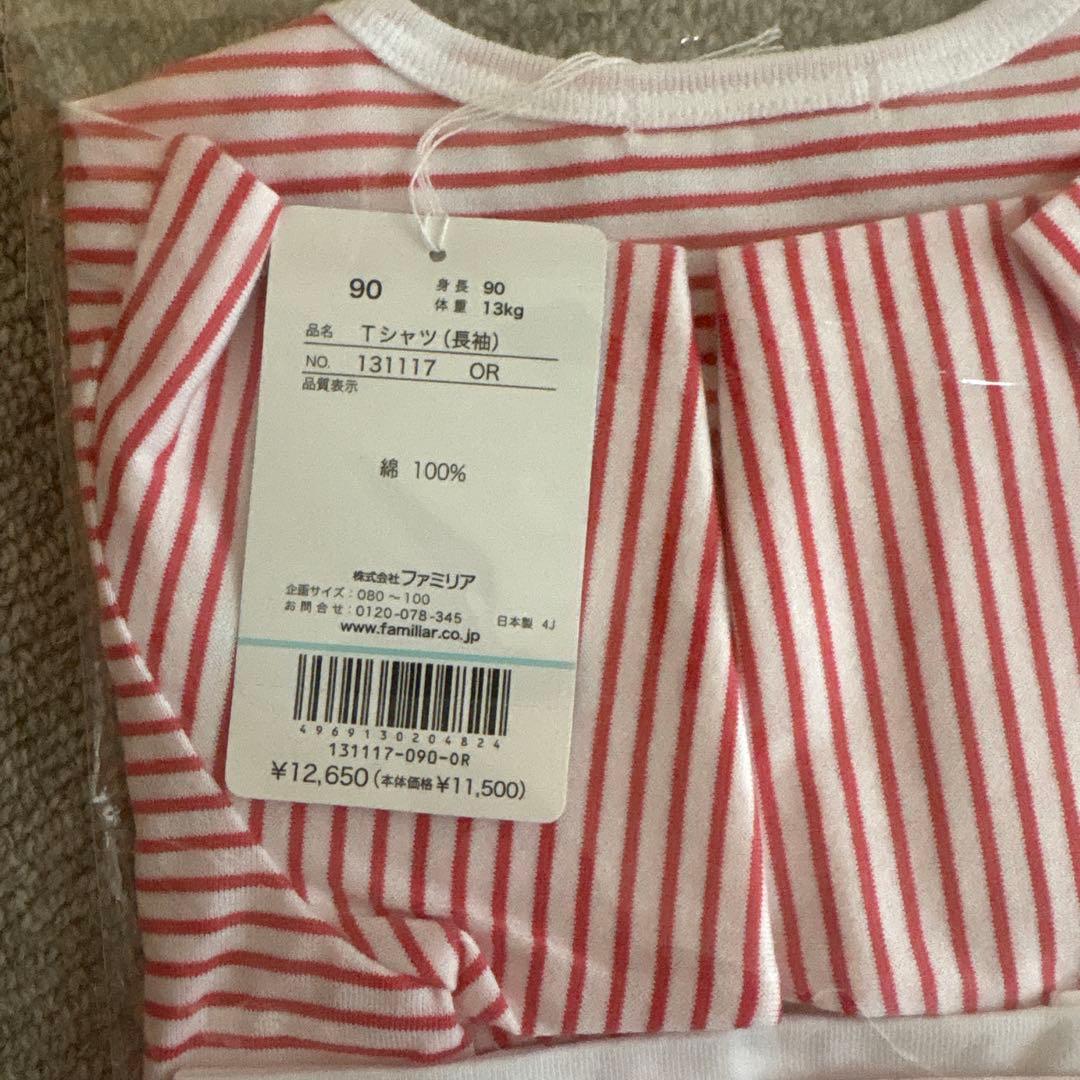 90 身長 90
体重 13kg
品名 Tシャツ(長袖)
NO. 131117 OR
品質表示
綿 100%
株式会社ファミリア
企画サイズ:080～100
お問合せ:0120-078-345 日本製 4J
www.familiar.co.jp
4969130204824
131117-090-OR
¥12,650(本体価格¥11,500)